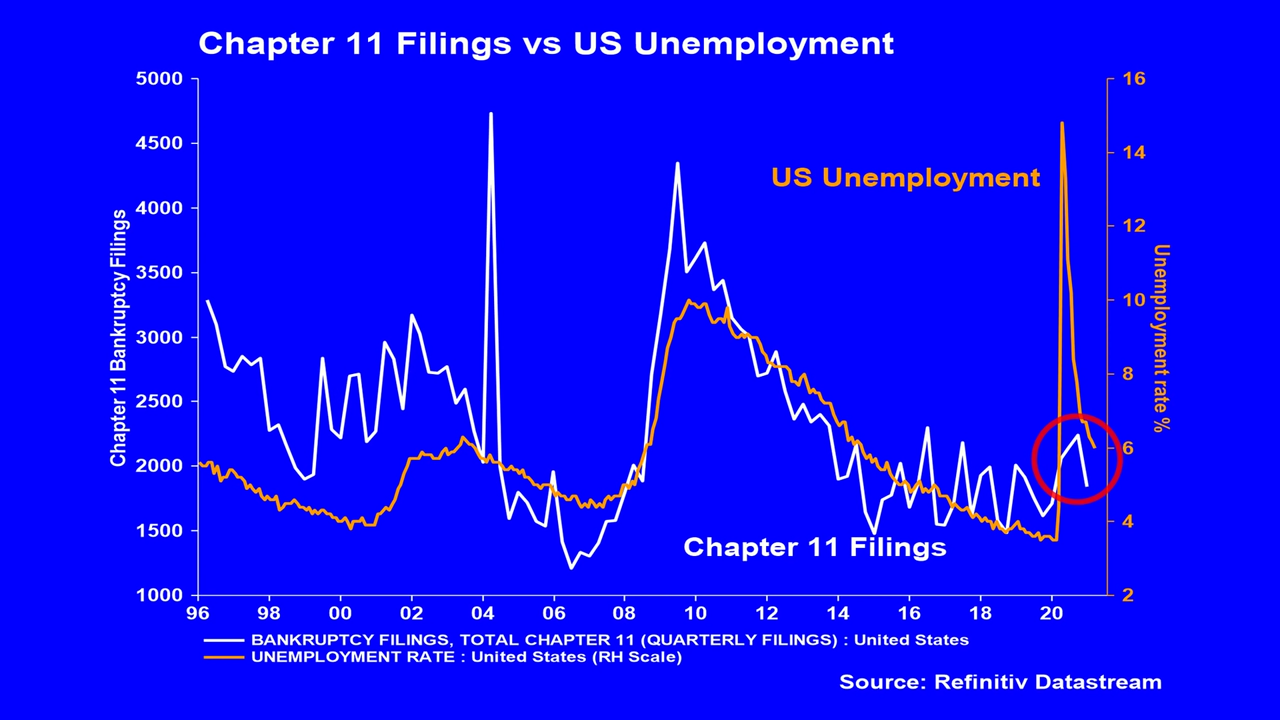 Chapter 11 Filings vs US Unemployment
5000
4500
4000
3500
3000
2500
2000
1500
1000
Chapter 11 Bankruptcy Filings
16
14
12
10
8
6
4
2
Unemployment rate %
US Unemployment
Chapter 11 Filings
96 98 00 02 04 06 08 10 12 14 16 18 20
BANKRUPTCY FILINGS, TOTAL CHAPTER 11 (QUARTERLY FILINGS) : United States
UNEMPLOYMENT RATE : United States (RH Scale)
Source: Refinitiv Datastream